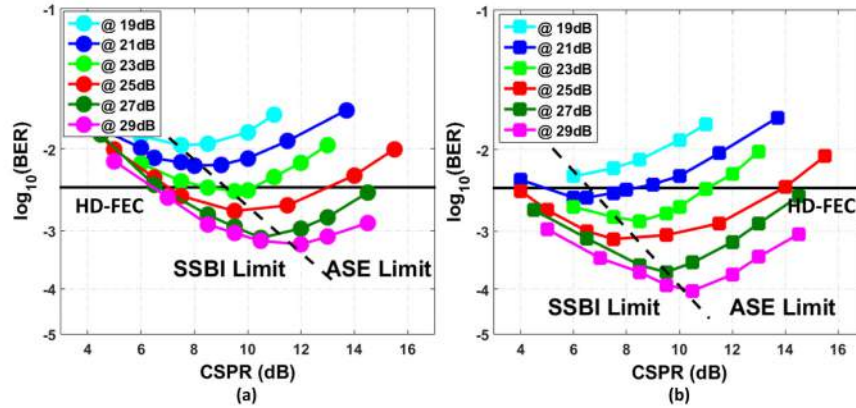 -1
-2
-3
-4
-5
log10(BER)
@ 19dB
@ 21dB
@ 23dB
@ 25dB
@ 27dB
@ 29dB
HD-FEC
SSBI Limit
ASE Limit
4 6 8 10 12 14 16
CSPR (dB)
(a)
-1
-2
-3
-4
-5
log10(BER)
@ 19dB
@ 21dB
@ 23dB
@ 25dB
@ 27dB
@ 29dB
HD-FEC
SSBI Limit
ASE Limit
4 6 8 10 12 14 16
CSPR (dB)
(b)